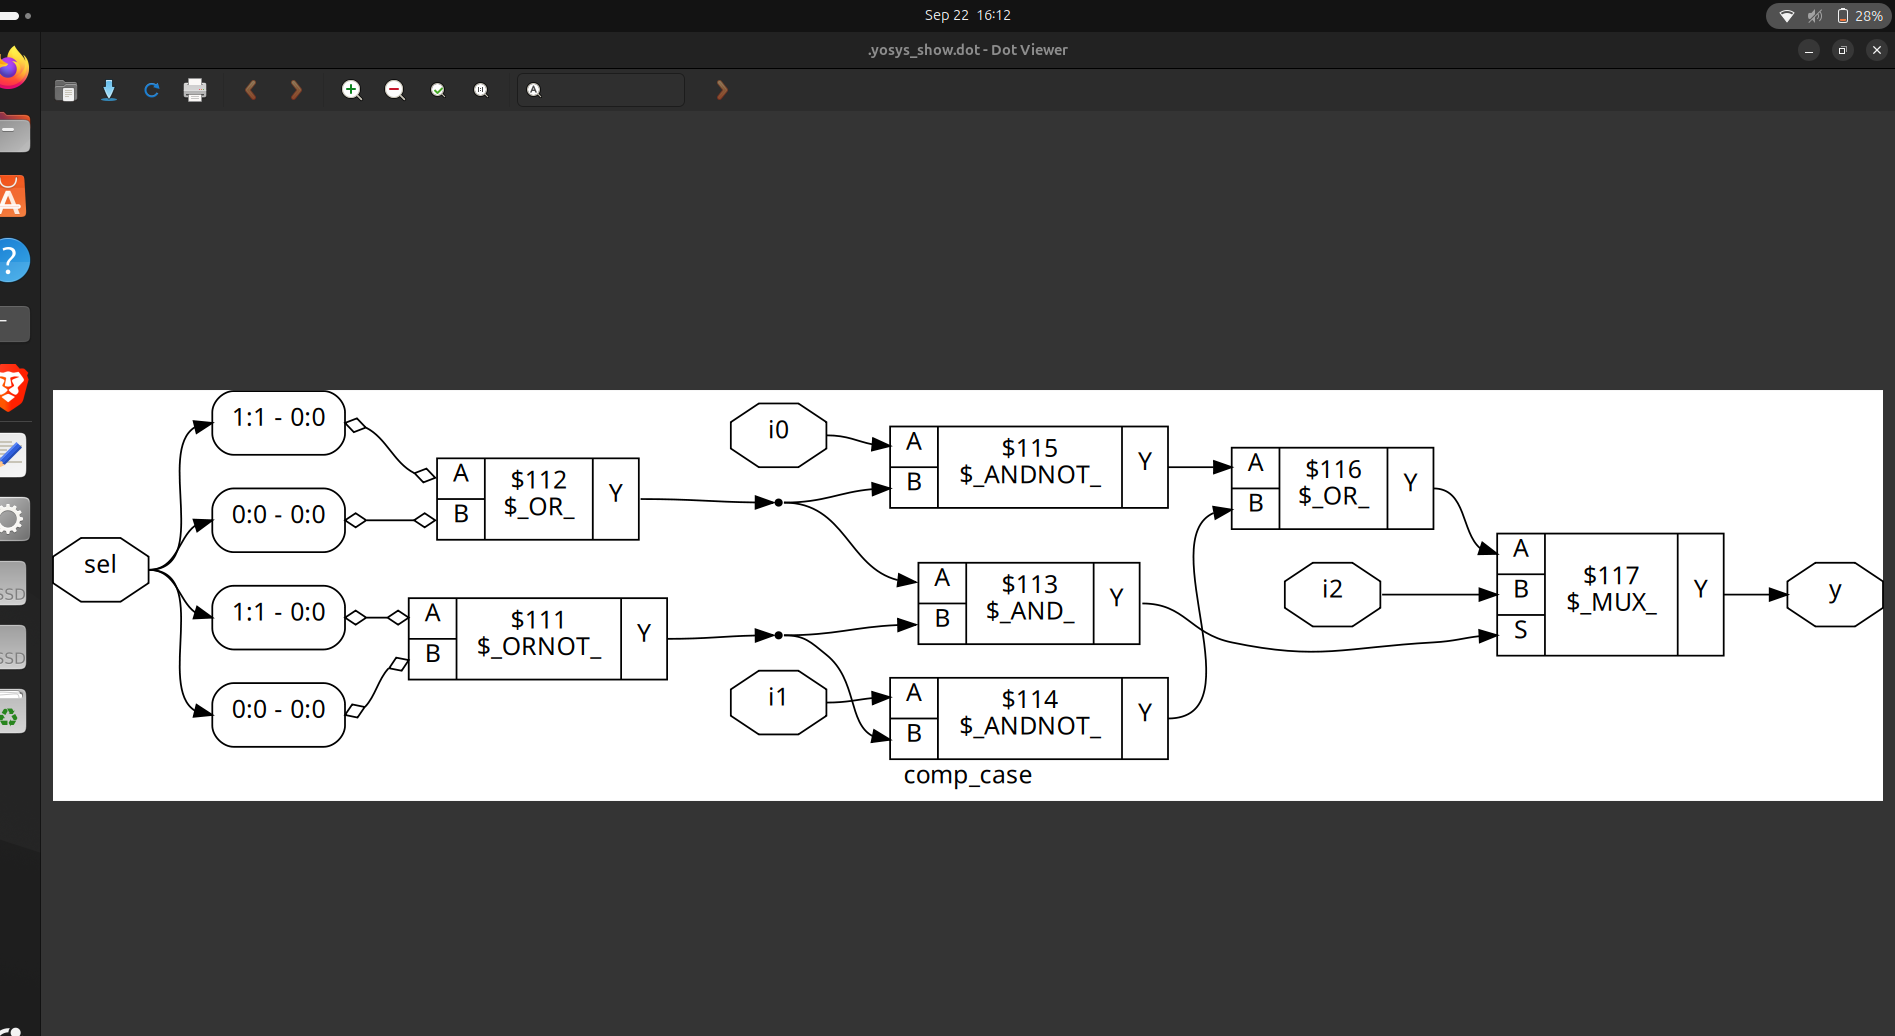 Sep 22 16:12
28%
.yosys_show.dot - Dot Viewer
sel
1:1 - 0:0
0:0 - 0:0
1:1 - 0:0
0:0 - 0:0
A
B
$112
$_OR_
Y
A
B
$111
$_ORNOT_
Y
i0
i1
A
B
$115
$_ANDNOT_
Y
A
B
$113
$_AND_
Y
A
B
$114
$_ANDNOT_
Y
A
B
$116
$_OR_
Y
i2
A
B
S
$117
$_MUX_
Y
y
comp_case
SSD
SSD